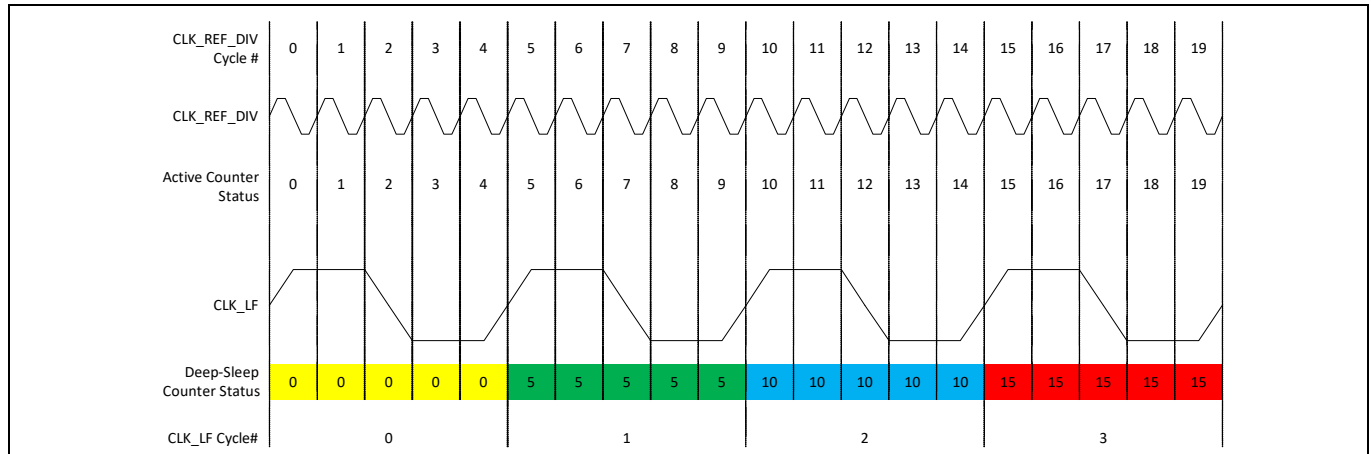 CLK_REF_DIV
Cycle #
0 1 2 3 4 5 6 7 8 9 10 11 12 13 14 15 16 17 18 19
CLK_REF_DIV
Active Counter
Status
0 1 2 3 4 5 6 7 8 9 10 11 12 13 14 15 16 17 18 19
CLK_LF
Deep-Sleep
Counter Status
0 0 0 0 0 5 5 5 5 5 10 10 10 10 10 15 15 15 15 15
CLK_LF Cycle# 0 1 2 3